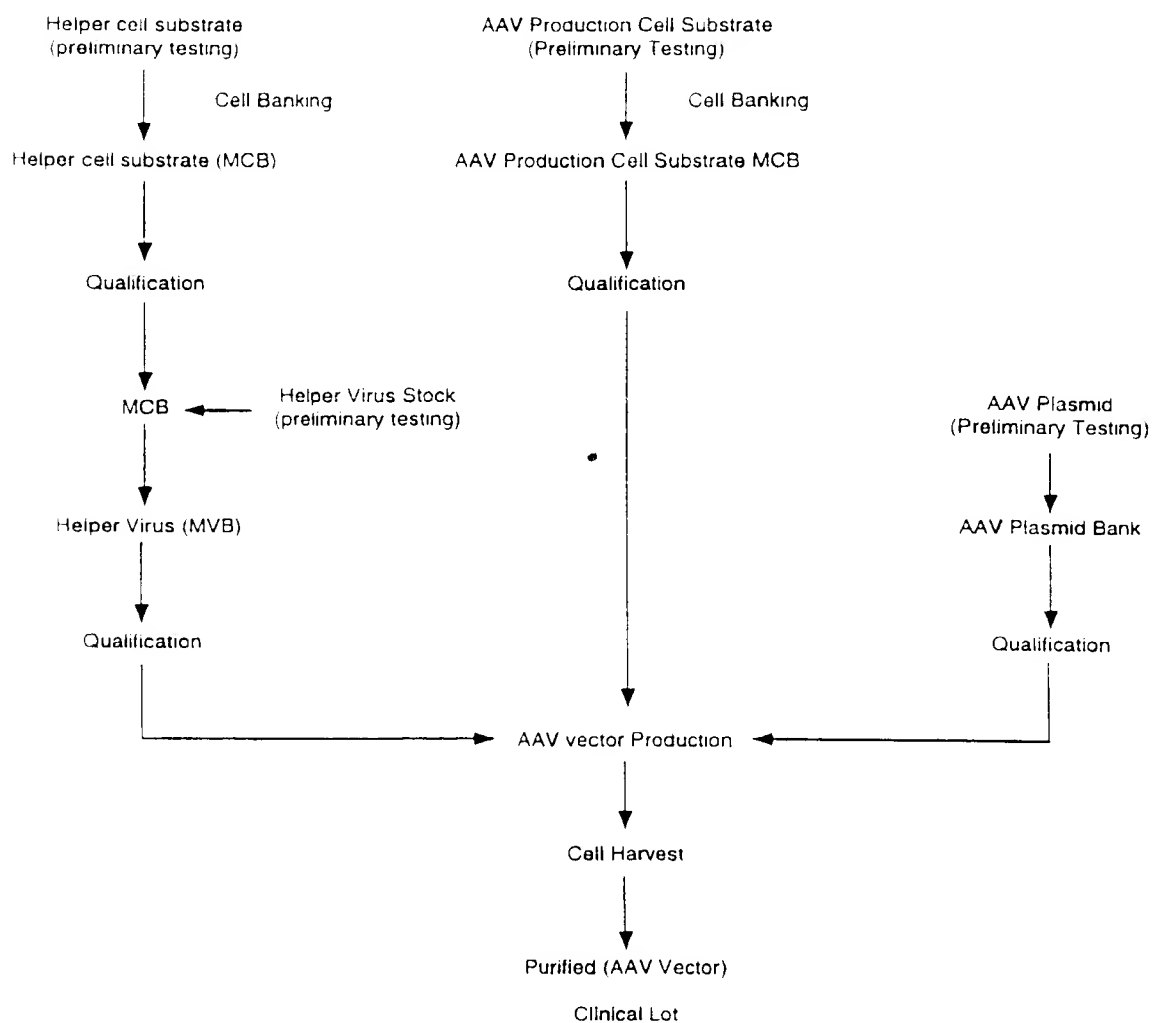 Helper cell substrate
(preliminary testing)
AAV Production Cell Substrate
(Preliminary Testing)
Cell Banking
Cell Banking
Helper cell substrate (MCB)
AAV Production Cell Substrate MCB
Qualification
Qualification
MCB
Helper Virus Stock
(preliminary testing)
AAV Plasmid
(Preliminary Testing)
Helper Virus (MVB)
AAV Plasmid Bank
Qualification
Qualification
AAV vector Production
Cell Harvest
Purified (AAV Vector)
Clinical Lot